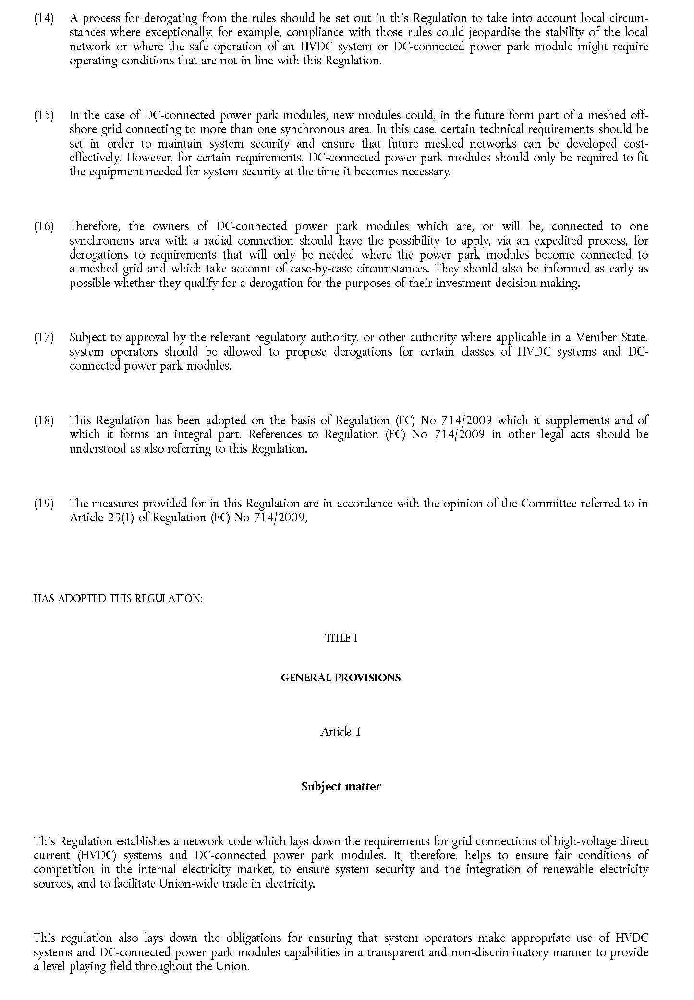 (14) A process for derogating from the rules should be set out in this Regulation to take into account local circum-
stances where exceptionally, for example, compliance with those rules could jeopardise the stability of the local
network or where the safe operation of an HVDC system or DC-connected power park module might require
operating conditions that are not in line with this Regulation.
(15) In the case of DC-connected power park modules, new modules could, in the future form part of a meshed off-
shore grid connecting to more than one synchronous area. In this case, certain technical requirements should be
set in order to maintain system security and ensure that future meshed networks can be developed cost-
effectively. However, for certain requirements, DC-connected power park modules should only be required to fit
the equipment needed for system security at the time it becomes necessary.
(16) Therefore, the owners of DC-connected power park modules which are, or will be, connected to one
synchronous area with a radial connection should have the possibility to apply, via an expedited process, for
derogations to requirements that will only be needed where the power park modules become connected to
a meshed grid and which take account of case-by-case circumstances. They should also be informed as early as
possible whether they qualify for a derogation for the purposes of their investment decision-making.
(17) Subject to approval by the relevant regulatory authority, or other authority where applicable in a Member State,
system operators should be allowed to propose derogations for certain classes of HVDC systems and DC-
connected power park modules.
(18) This Regulation has been adopted on the basis of Regulation (EC) No 714/2009 which it supplements and of
which it forms an integral part. References to Regulation (EC) No 714/2009 in other legal acts should be
understood as also referring to this Regulation.
(19) The measures provided for in this Regulation are in accordance with the opinion of the Committee referred to in
Article 23(1) of Regulation (EC) No 714/2009,
HAS ADOPTED THIS REGULATION:
TITLE I
GENERAL PROVISIONS
Article 1
Subject matter
This Regulation establishes a network code which lays down the requirements for grid connections of high-voltage direct
current (HVDC) systems and DC-connected power park modules. It, therefore, helps to ensure fair conditions of
competition in the internal electricity market, to ensure system security and the integration of renewable electricity
sources, and to facilitate Union-wide trade in electricity.
This regulation also lays down the obligations for ensuring that system operators make appropriate use of HVDC
systems and DC-connected power park modules capabilities in a transparent and non-discriminatory manner to provide
a level playing field throughout the Union.